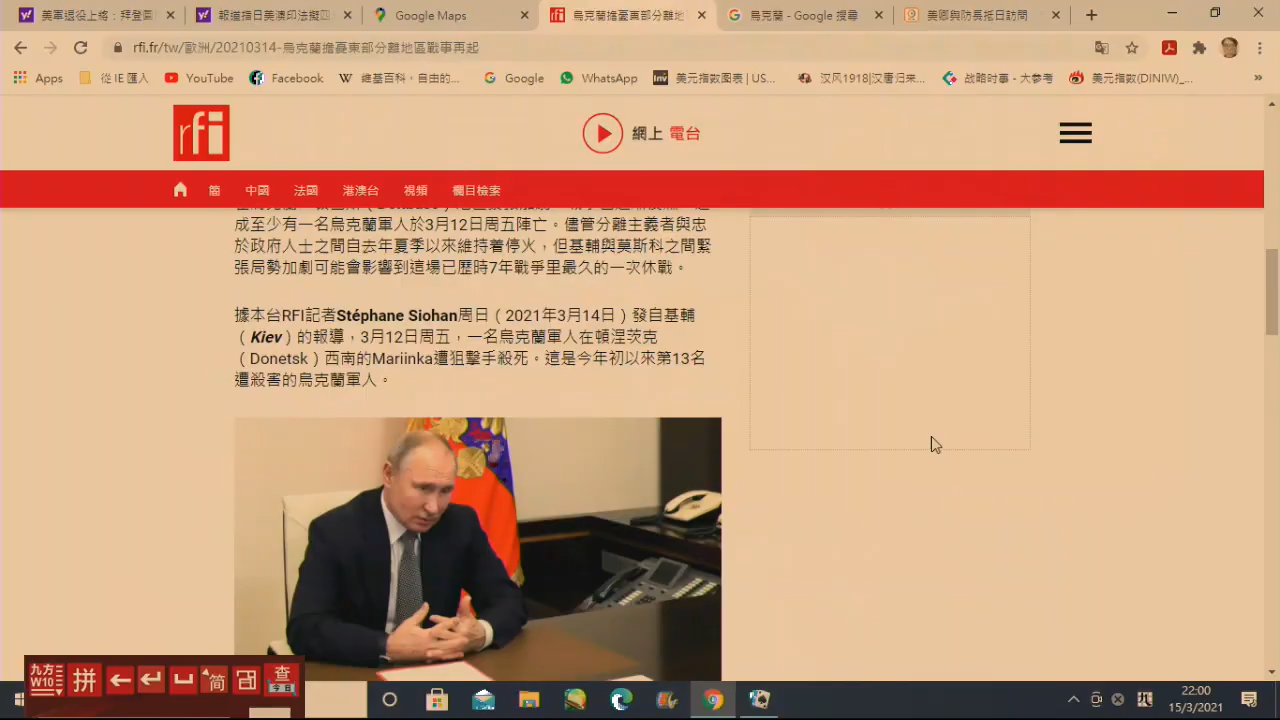 美軍退役上將：拜登圍
報道指日美澳印法擬四
Google Maps
烏克蘭擔憂東部分離地
烏克蘭 - Google 搜尋
美卿與防長抵日訪問
rfi.fr/tw/歐洲/20210314-烏克蘭擔憂東部分離地區戰事再起
Apps
從 IE 匯入
YouTube
Facebook
維基百科，自由的...
Google
WhatsApp
美元指数图表 | US...
汉风1918|汉唐归来...
战略时事 - 大参考
美元指数(DINIW)_...
rfi
網上 電台
簡 中國 法國 港澳台 視頻 欄目檢索
成至少有一名烏克蘭軍人於3月12日周五陣亡。儘管分離主義者與忠
於政府人士之間自去年夏季以來維持着停火，但基輔與莫斯科之間緊
張局勢加劇可能會影響到這場已歷時7年戰爭里最久的一次休戰。
據本台RFI記者Stéphane Siohan周日（2021年3月14日）發自基輔
（Kiev）的報導，3月12日周五，一名烏克蘭軍人在頓涅茨克
（Donetsk）西南的Mariinka遭狙擊手殺死。這是今年初以來第13名
遭殺害的烏克蘭軍人。
九方
W10
拼
简
查
今日
22:00
15/3/2021